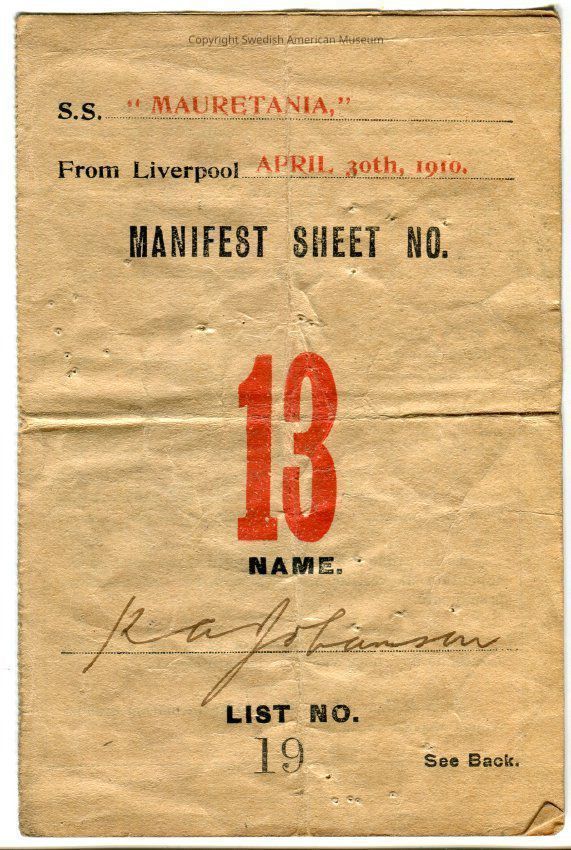 Copyright Swedish American Museum
S.S. "MAURETANIA,"
From Liverpool APRIL 30th, 1910.
MANIFEST SHEET NO.
13
NAME.
K A Johanson
LIST NO.
19
See Back.